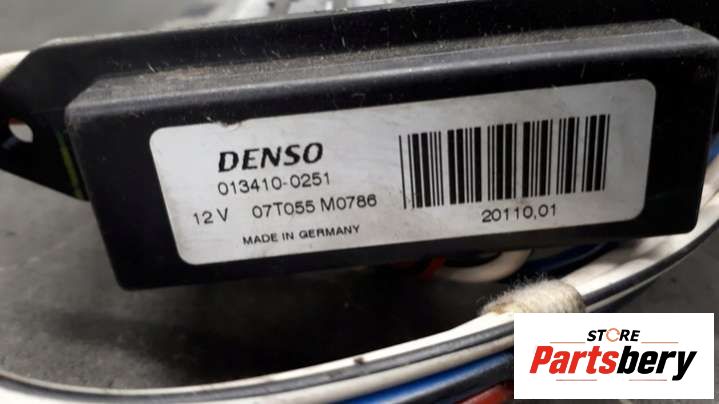 DENSO
013410-0251
12 V 07T055 M0786
MADE IN GERMANY
20110,01
STORE
Partsbery